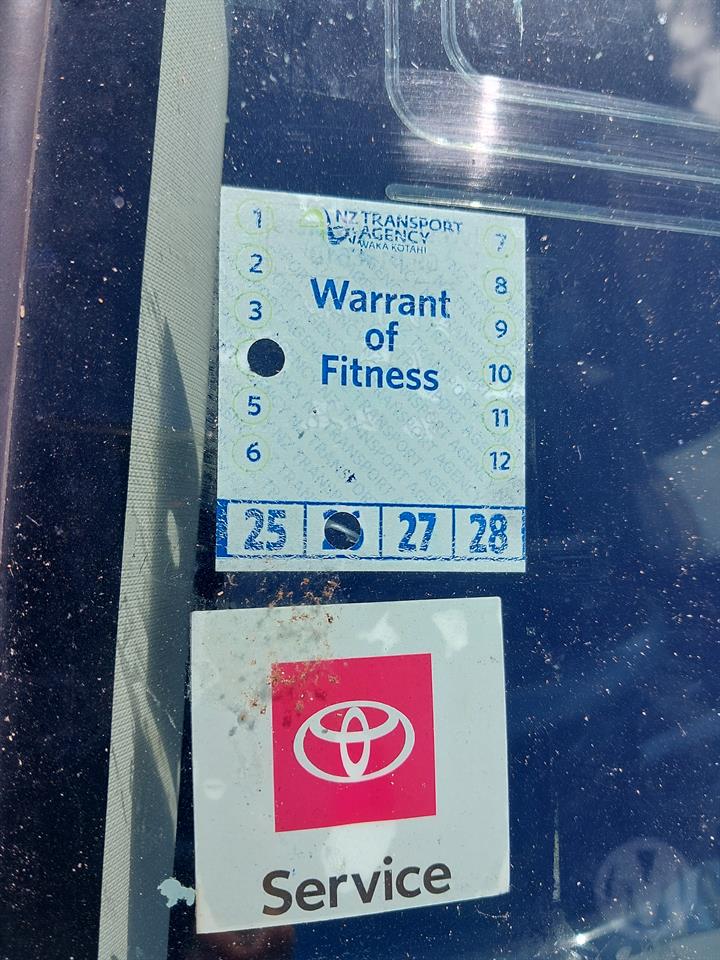 NZ TRANSPORT
AGENCY
WAKA KOTAHI
1
7
2
8
3
9
10
5
11
6
12
Warrant
of
Fitness
25 26 27 28
Service